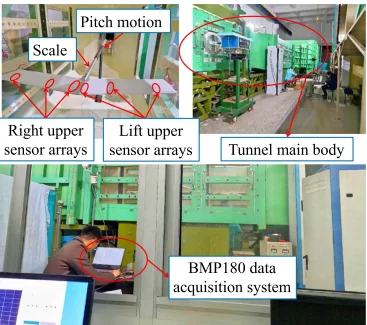 Pitch motion
Scale
Right upper
sensor arrays
Lift upper
sensor arrays
Tunnel main body
BMP180 data
acquisition system